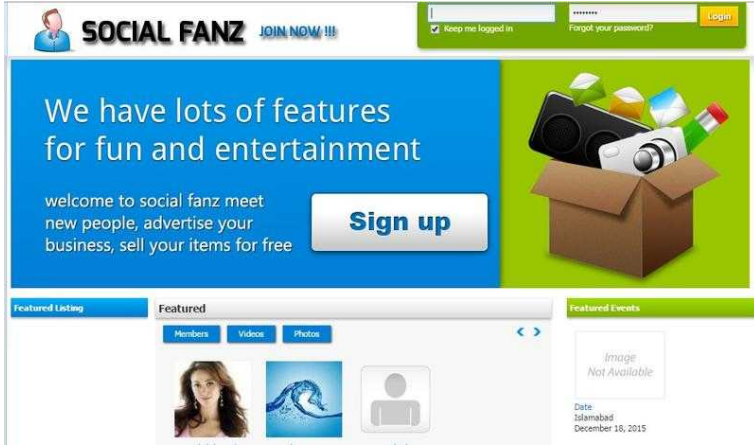 SOCIAL FANZ JOIN NOW !!!
********
Login
Keep me logged in
Forgot your password?
We have lots of features
for fun and entertainment
welcome to social fanz meet
new people, advertise your
business, sell your items for free
Sign up
Featured Listing
Featured
Members Videos Photos
Featured Events
Image
Not Available
Date
Islamabad
December 18, 2015